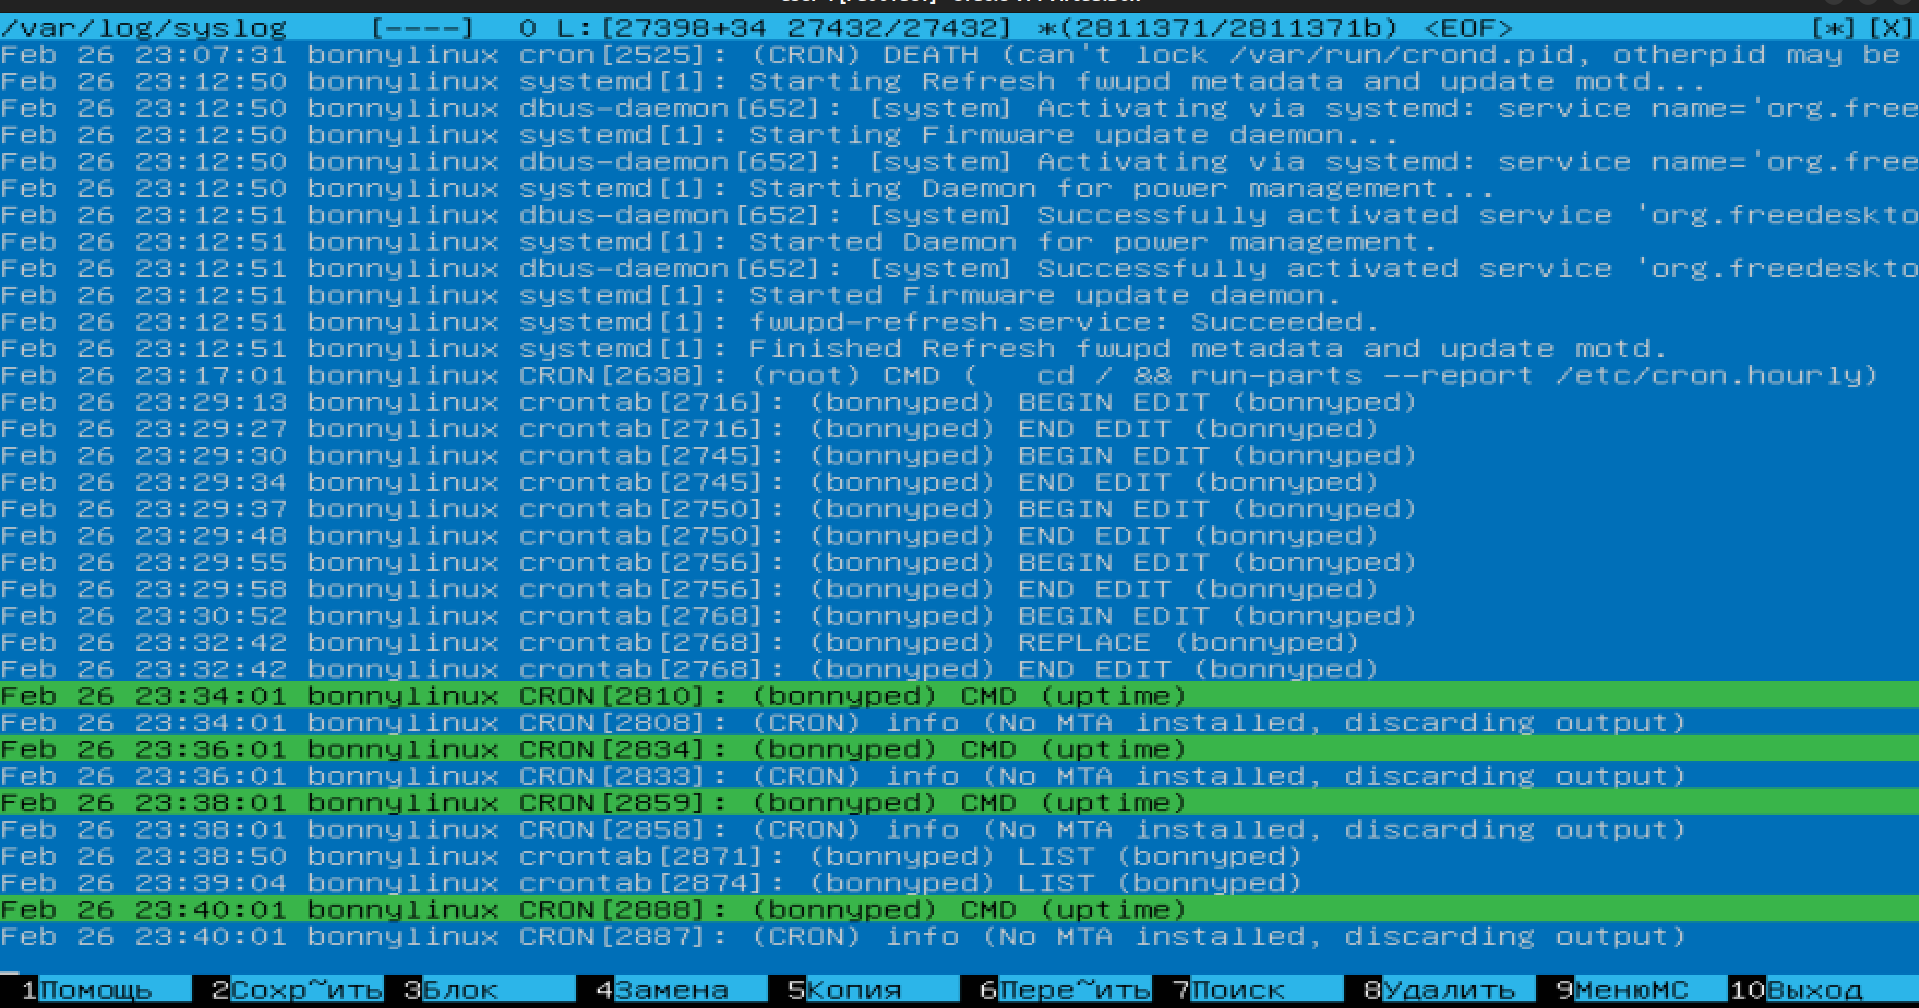 /var/log/syslog [----] 0 L:[27398+34 27432/27432] *(2811371/2811371b) <EOF> [*][X]
Feb 26 23:07:31 bonnylinux cron[2525]: (CRON) DEATH (can't lock /var/run/crond.pid, otherpid may be
Feb 26 23:12:50 bonnylinux systemd[1]: Starting Refresh fwupd metadata and update motd...
Feb 26 23:12:50 bonnylinux dbus-daemon[652]: [system] Activating via systemd: service name='org.free
Feb 26 23:12:50 bonnylinux systemd[1]: Starting Firmware update daemon...
Feb 26 23:12:50 bonnylinux dbus-daemon[652]: [system] Activating via systemd: service name='org.free
Feb 26 23:12:50 bonnylinux systemd[1]: Starting Daemon for power management...
Feb 26 23:12:51 bonnylinux dbus-daemon[652]: [system] Successfully activated service 'org.freedeskto
Feb 26 23:12:51 bonnylinux systemd[1]: Started Daemon for power management.
Feb 26 23:12:51 bonnylinux dbus-daemon[652]: [system] Successfully activated service 'org.freedeskto
Feb 26 23:12:51 bonnylinux systemd[1]: Started Firmware update daemon.
Feb 26 23:12:51 bonnylinux systemd[1]: fwupd-refresh.service: Succeeded.
Feb 26 23:12:51 bonnylinux systemd[1]: Finished Refresh fwupd metadata and update motd.
Feb 26 23:17:01 bonnylinux CRON[2638]: (root) CMD (   cd / && run-parts --report /etc/cron.hourly)
Feb 26 23:29:13 bonnylinux crontab[2716]: (bonnyped) BEGIN EDIT (bonnyped)
Feb 26 23:29:27 bonnylinux crontab[2716]: (bonnyped) END EDIT (bonnyped)
Feb 26 23:29:30 bonnylinux crontab[2745]: (bonnyped) BEGIN EDIT (bonnyped)
Feb 26 23:29:34 bonnylinux crontab[2745]: (bonnyped) END EDIT (bonnyped)
Feb 26 23:29:37 bonnylinux crontab[2750]: (bonnyped) BEGIN EDIT (bonnyped)
Feb 26 23:29:48 bonnylinux crontab[2750]: (bonnyped) END EDIT (bonnyped)
Feb 26 23:29:55 bonnylinux crontab[2756]: (bonnyped) BEGIN EDIT (bonnyped)
Feb 26 23:29:58 bonnylinux crontab[2756]: (bonnyped) END EDIT (bonnyped)
Feb 26 23:30:52 bonnylinux crontab[2768]: (bonnyped) BEGIN EDIT (bonnyped)
Feb 26 23:32:42 bonnylinux crontab[2768]: (bonnyped) REPLACE (bonnyped)
Feb 26 23:32:42 bonnylinux crontab[2768]: (bonnyped) END EDIT (bonnyped)
Feb 26 23:34:01 bonnylinux CRON[2810]: (bonnyped) CMD (uptime)
Feb 26 23:34:01 bonnylinux CRON[2808]: (CRON) info (No MTA installed, discarding output)
Feb 26 23:36:01 bonnylinux CRON[2834]: (bonnyped) CMD (uptime)
Feb 26 23:36:01 bonnylinux CRON[2833]: (CRON) info (No MTA installed, discarding output)
Feb 26 23:38:01 bonnylinux CRON[2859]: (bonnyped) CMD (uptime)
Feb 26 23:38:01 bonnylinux CRON[2858]: (CRON) info (No MTA installed, discarding output)
Feb 26 23:38:50 bonnylinux crontab[2871]: (bonnyped) LIST (bonnyped)
Feb 26 23:39:04 bonnylinux crontab[2874]: (bonnyped) LIST (bonnyped)
Feb 26 23:40:01 bonnylinux CRON[2888]: (bonnyped) CMD (uptime)
Feb 26 23:40:01 bonnylinux CRON[2887]: (CRON) info (No MTA installed, discarding output)
1Помощь 2Сохр~ить 3Блок 4Замена 5Копия 6Пере~ить 7Поиск 8Удалить 9МенюMC 10Выход